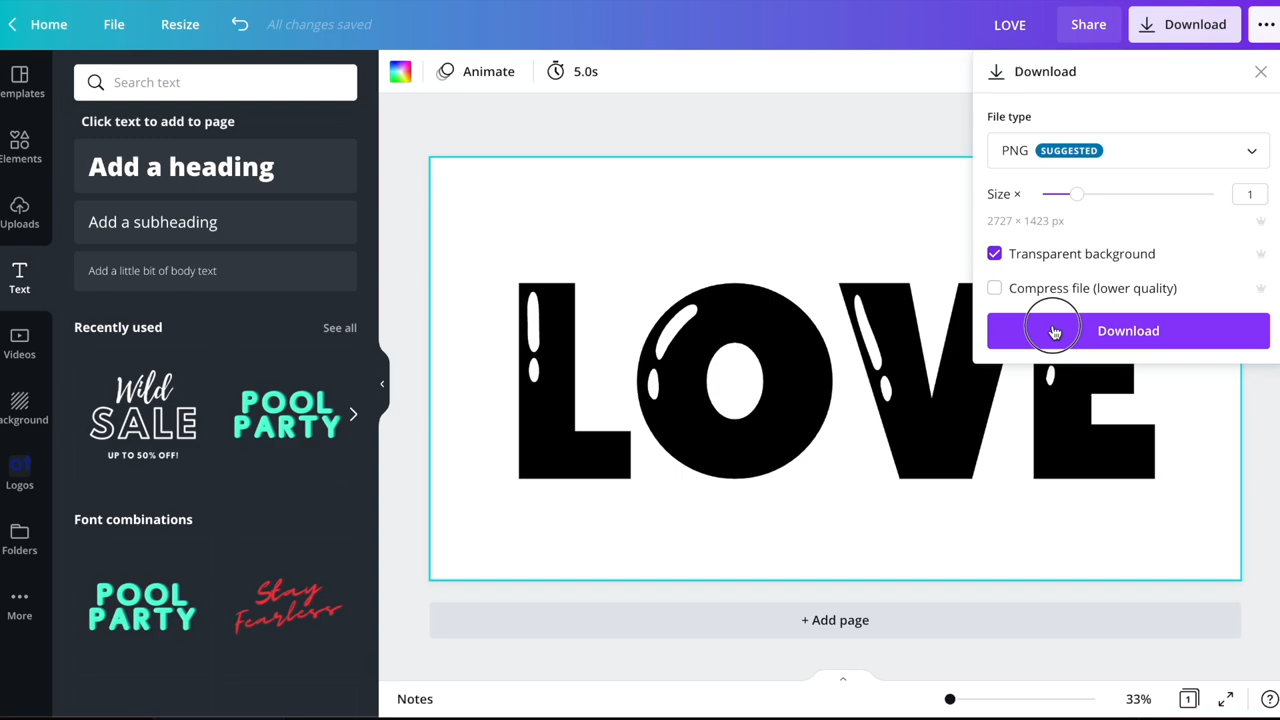 Home
File
Resize
All changes saved
LOVE
Share
Download
emplates
Elements
Uploads
Text
Videos
ackground
Logos
Folders
More
Search text
Click text to add to page
Add a heading
Add a subheading
Add a little bit of body text
Recently used
See all
Wild
SALE
UP TO 50% OFF!
POOL
PARTY
Font combinations
POOL
PARTY
Stay
Fearless
Animate
5.0s
LOVE
+ Add page
Notes
33%
1
?
Download
File type
PNG SUGGESTED
Size ×
1
2727 × 1423 px
Transparent background
Compress file (lower quality)
Download